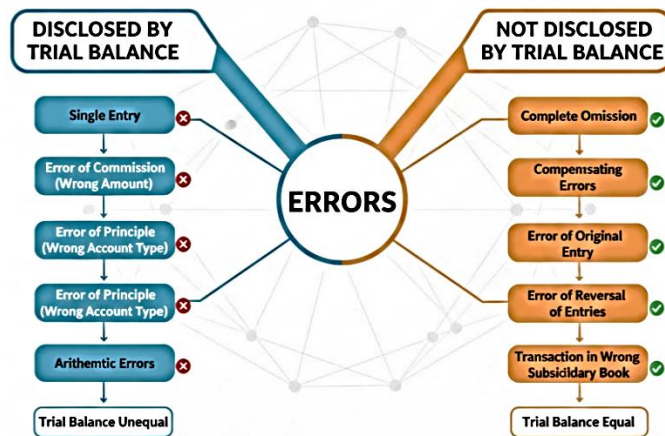 DISCLOSED BY
TRIAL BALANCE
NOT DISCLOSED
BY TRIAL BALANCE
ERRORS
Single Entry
Error of Commission
(Wrong Amount)
Error of Principle
(Wrong Account Type)
Error of Principle
(Wrong Account Type)
Arithemtic Errors
Trial Balance Unequal
Complete Omission
Compensating
Errors
Error of Original
Entry
Error of Reversal
of Entries
Transaction in Wrong
Trial Balance Equal